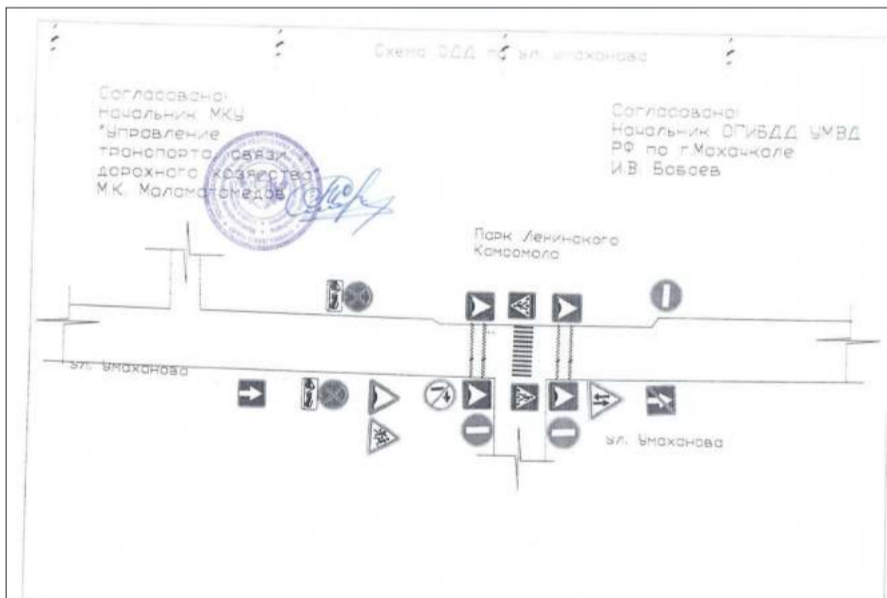 Схема ОДД по ул. Умаханова
Согласовано:
Начальник МКУ
"Управление
транспорта, связи
дорожного хозяйства"
М.К.
Согласовано:
Начальник ОГИБДД УМВД
РФ по г.Махачкале
И.В. Бабаев
Парк Ленинского
Комсомола
ул. Умаханова
ул. Умаханова